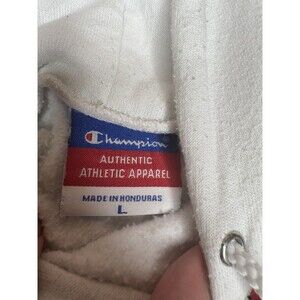 Champion
AUTHENTIC
ATHLETIC APPAREL
MADE IN HONDURAS
L